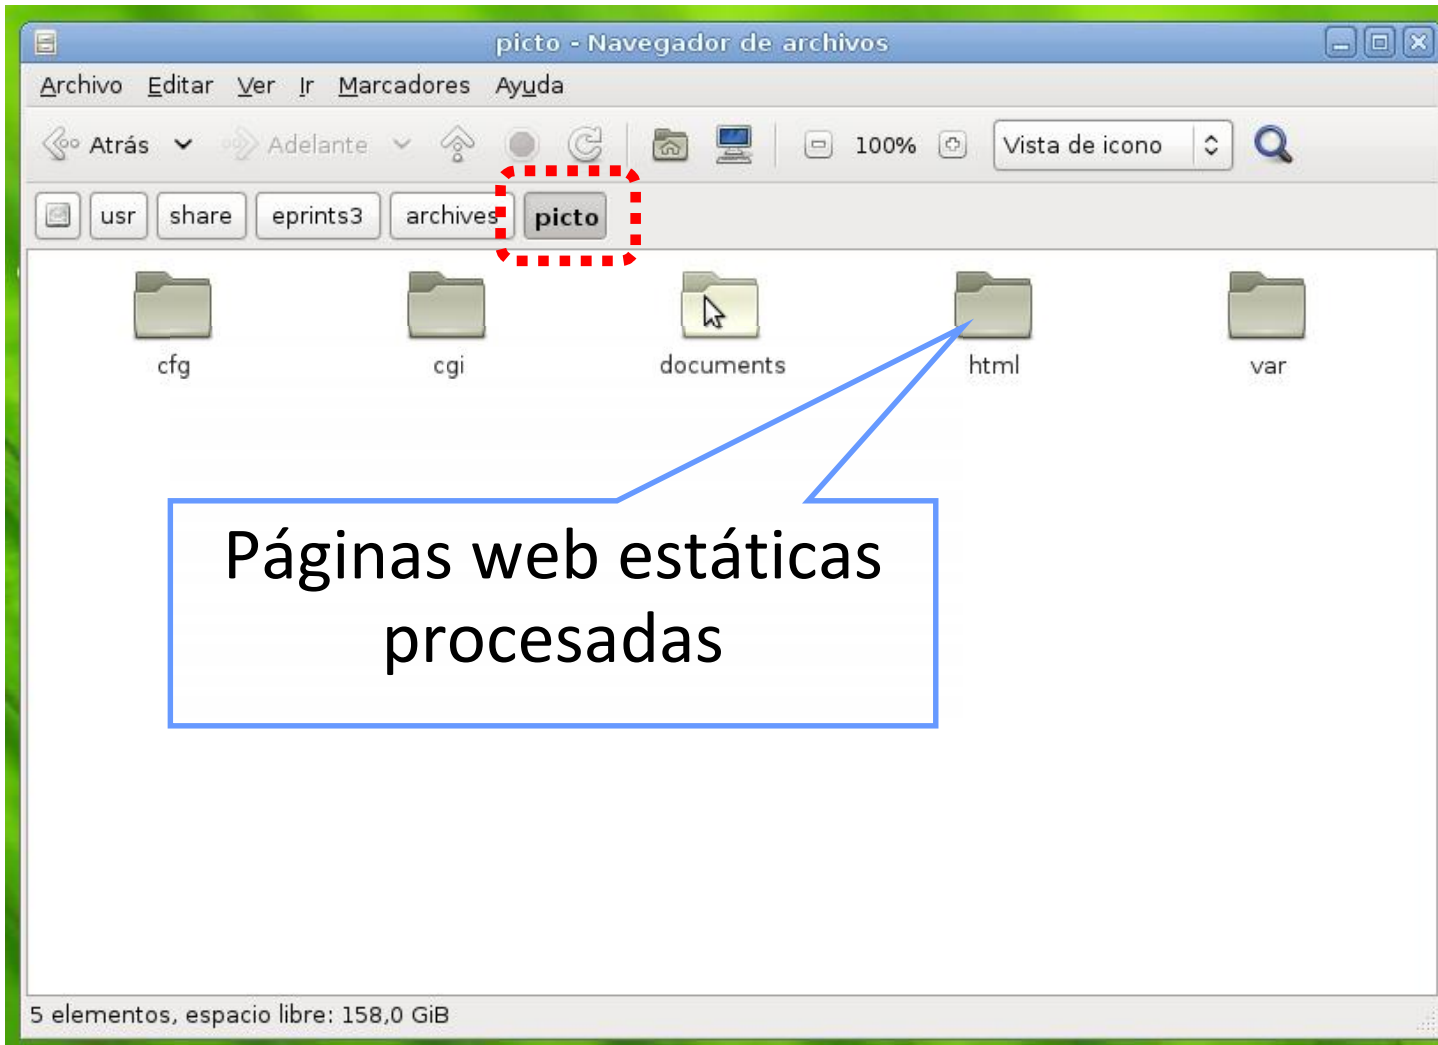 picto - Navegador de archivos
Archivo Editar Ver Ir Marcadores Ayuda
Atrás Adelante 100% Vista de icono
usr share eprints3 archives picto
cfg cgi documents html var
Páginas web estáticas
procesadas
5 elementos, espacio libre: 158,0 GiB